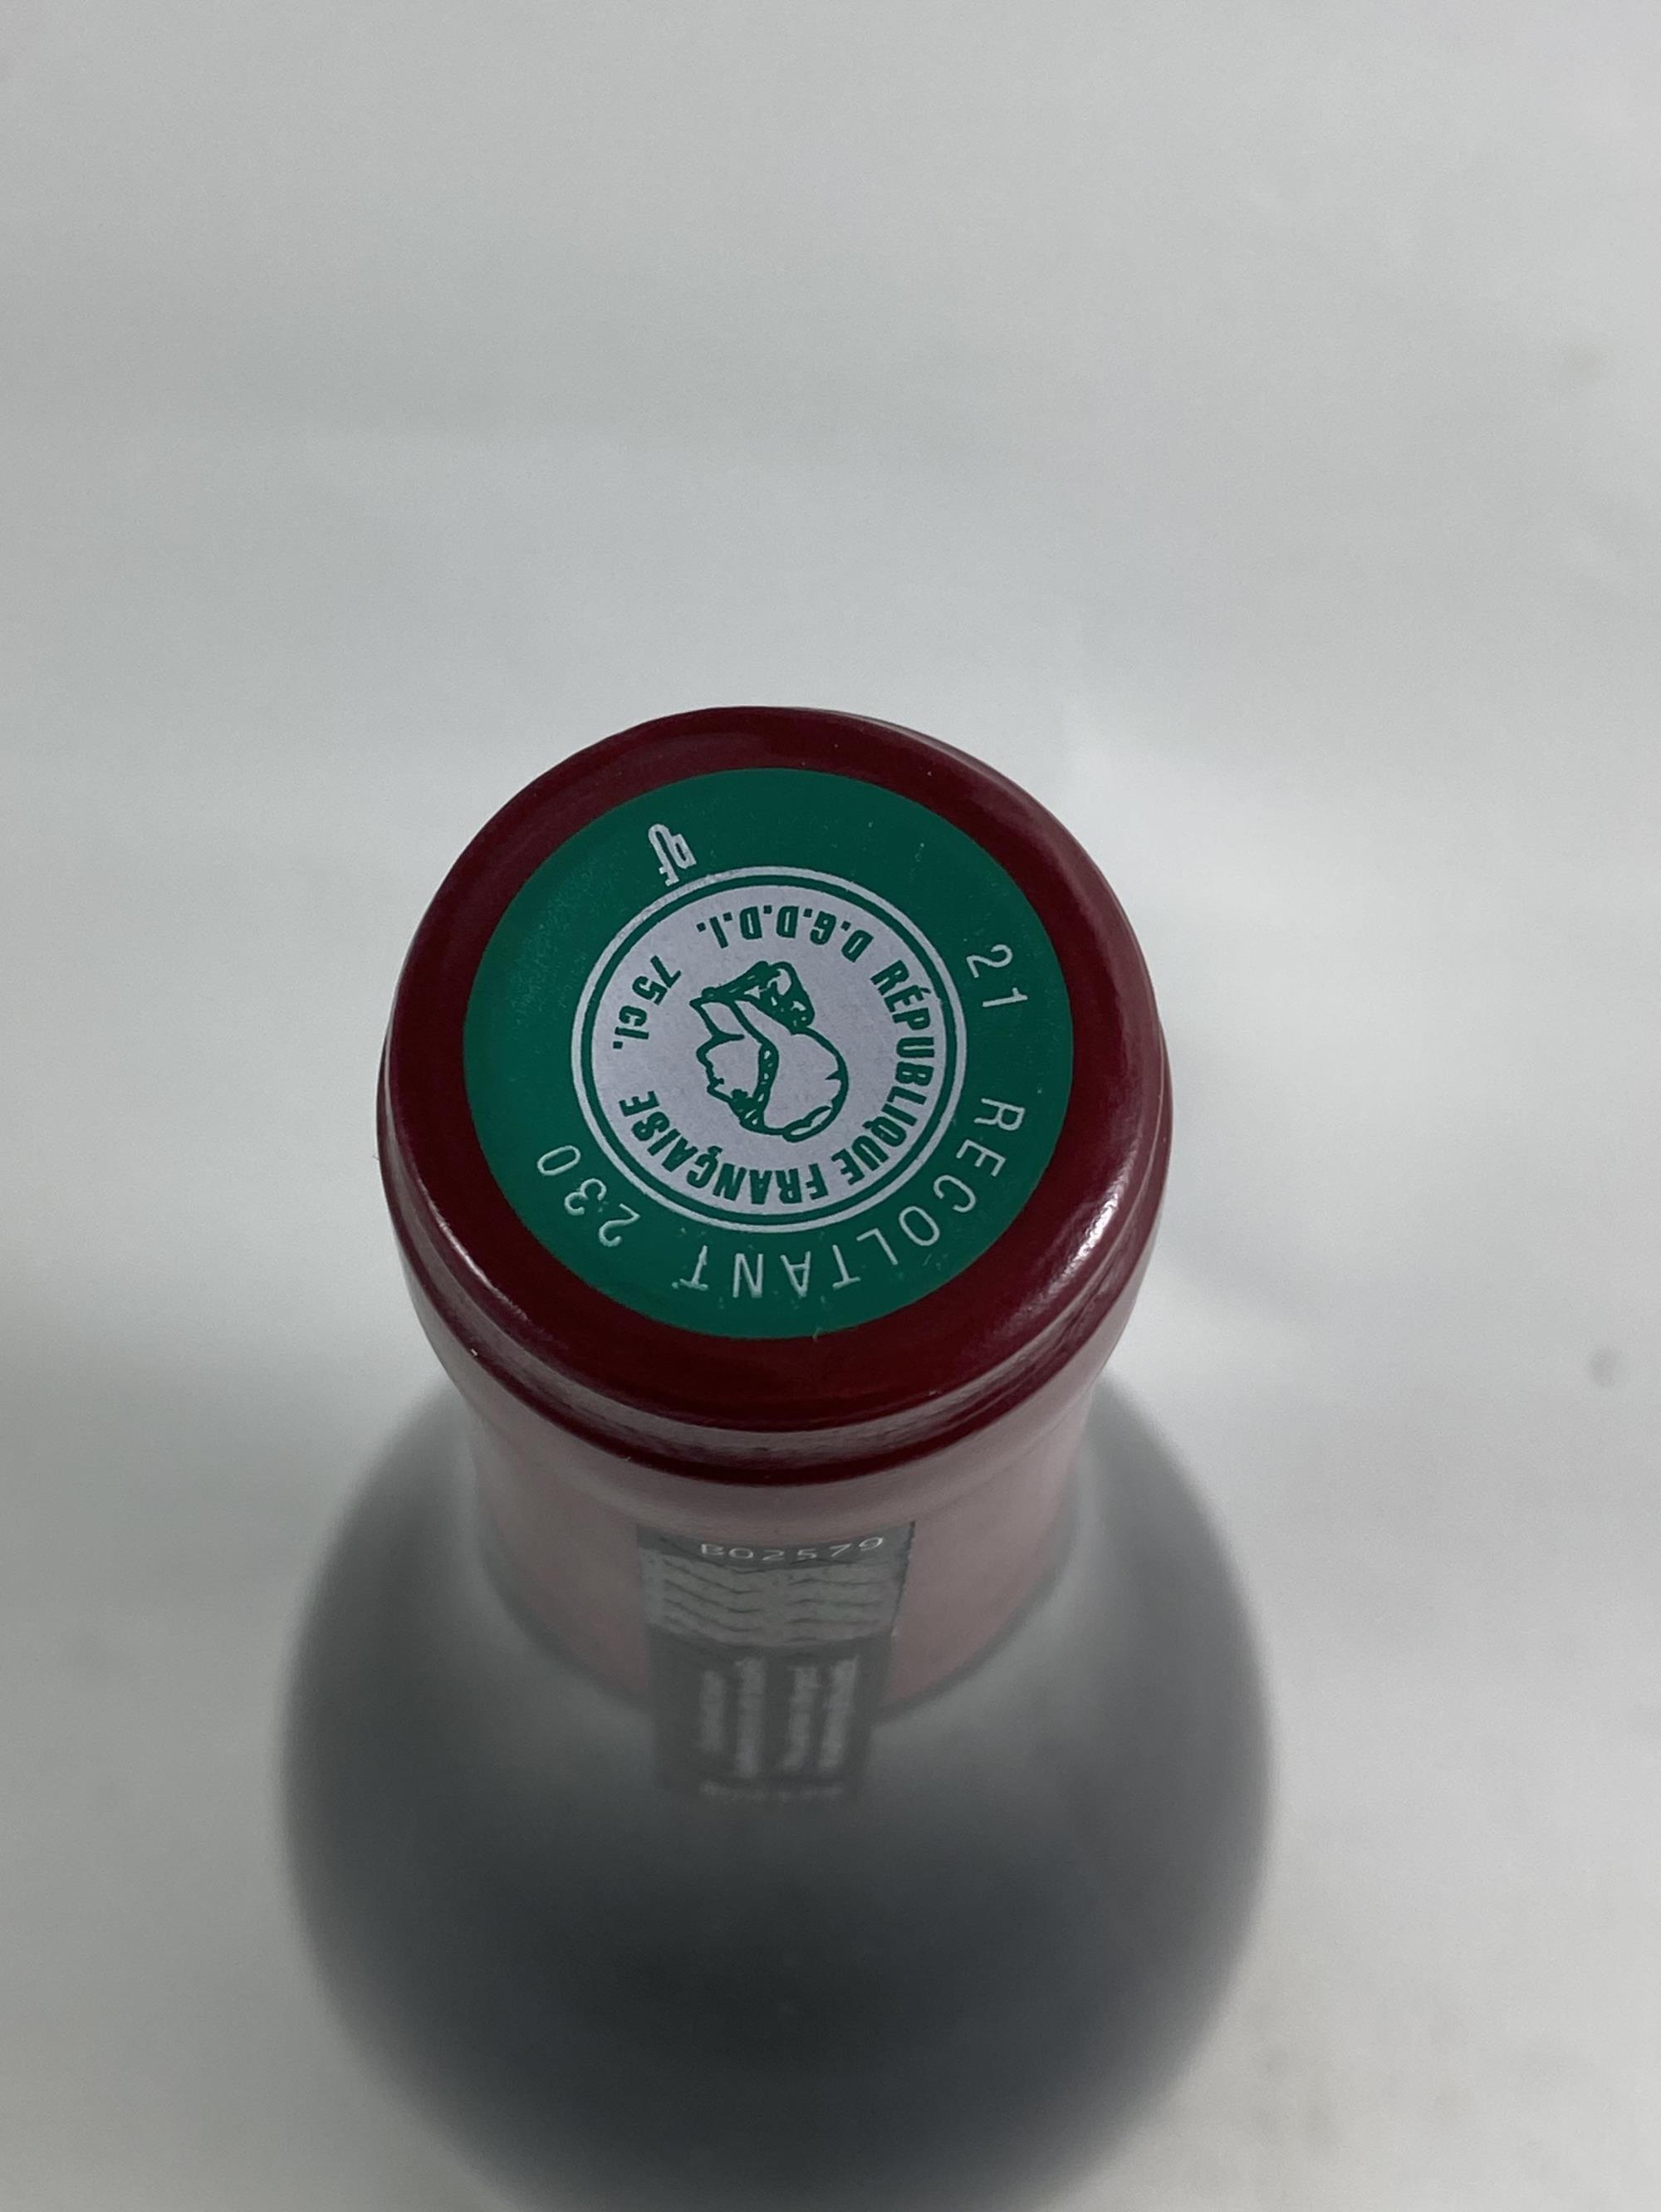 21 RECOLTANT 230
RÉPUBLIQUE FRANÇAISE
75 cl.
D.G.D.D.I.
B02579